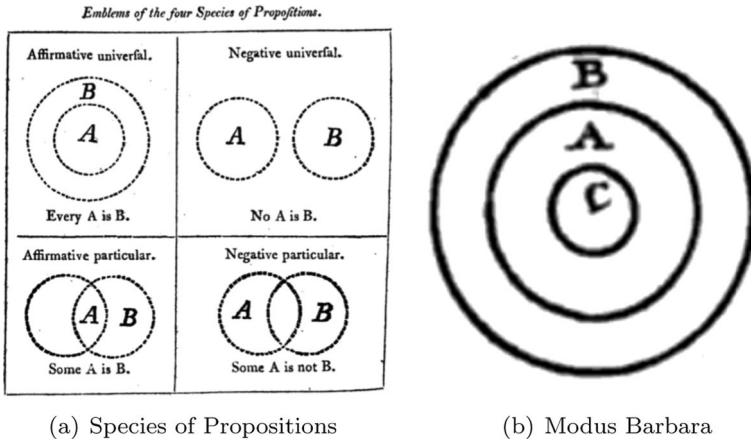 Emblems of the four Species of Propoſitions.
Affirmative univerſal.
B
A
Every A is B.
Negative univerſal.
A B
No A is B.
Affirmative particular.
A B
Some A is B.
Negative particular.
A B
Some A is not B.
(a) Species of Propositions
B
A
C
(b) Modus Barbara